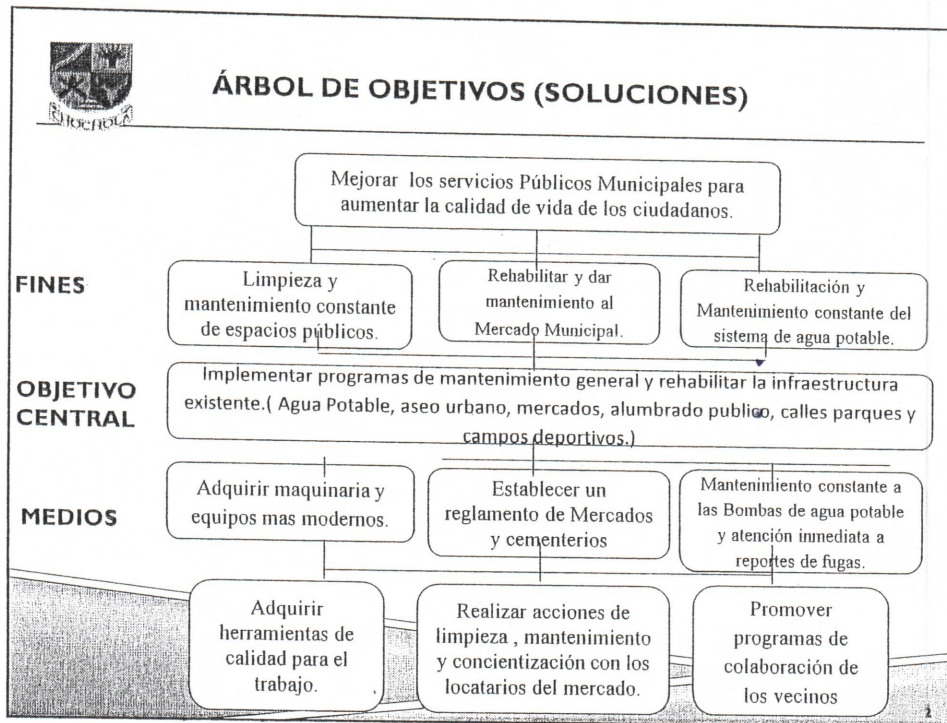 CHOCHOLÁ
ÁRBOL DE OBJETIVOS (SOLUCIONES)
Mejorar los servicios Públicos Municipales para
aumentar la calidad de vida de los ciudadanos.
FINES
Limpieza y
mantenimiento constante
de espacios públicos.
Rehabilitar y dar
mantenimiento al
Mercado Municipal.
Rehabilitación y
Mantenimiento constante del
sistema de agua potable.
OBJETIVO
CENTRAL
Implementar programas de mantenimiento general y rehabilitar la infraestructura
existente.( Agua Potable, aseo urbano, mercados, alumbrado publico, calles parques y
campos deportivos.)
MEDIOS
Adquirir maquinaria y
equipos mas modernos.
Establecer un
reglamento de Mercados
y cementerios
Mantenimiento constante a
las Bombas de agua potable
y atención inmediata a
reportes de fugas.
Adquirir
herramientas de
calidad para el
trabajo.
Realizar acciones de
limpieza , mantenimiento
y concientización con los
locatarios del mercado.
Promover
programas de
colaboración de
los vecinos
2